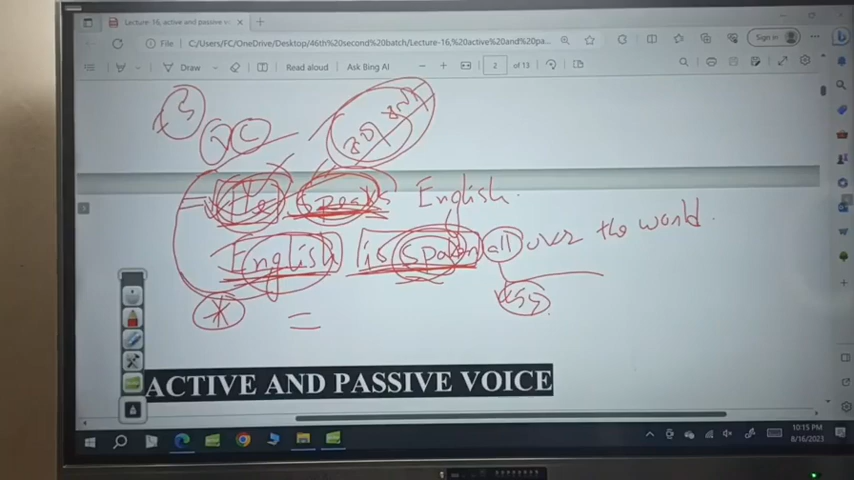 Lecture-16, active and passive v
File C:/Users/FC/OneDrive/Desktop/46th%20second%20batch/Lecture-16,%20active%20and%20pa... Sign in
Draw Read aloud Ask Bing AI 2 of 13
He speaks English.
English is spoken all over the world.
ACTIVE AND PASSIVE VOICE
10:15 PM
8/16/2023